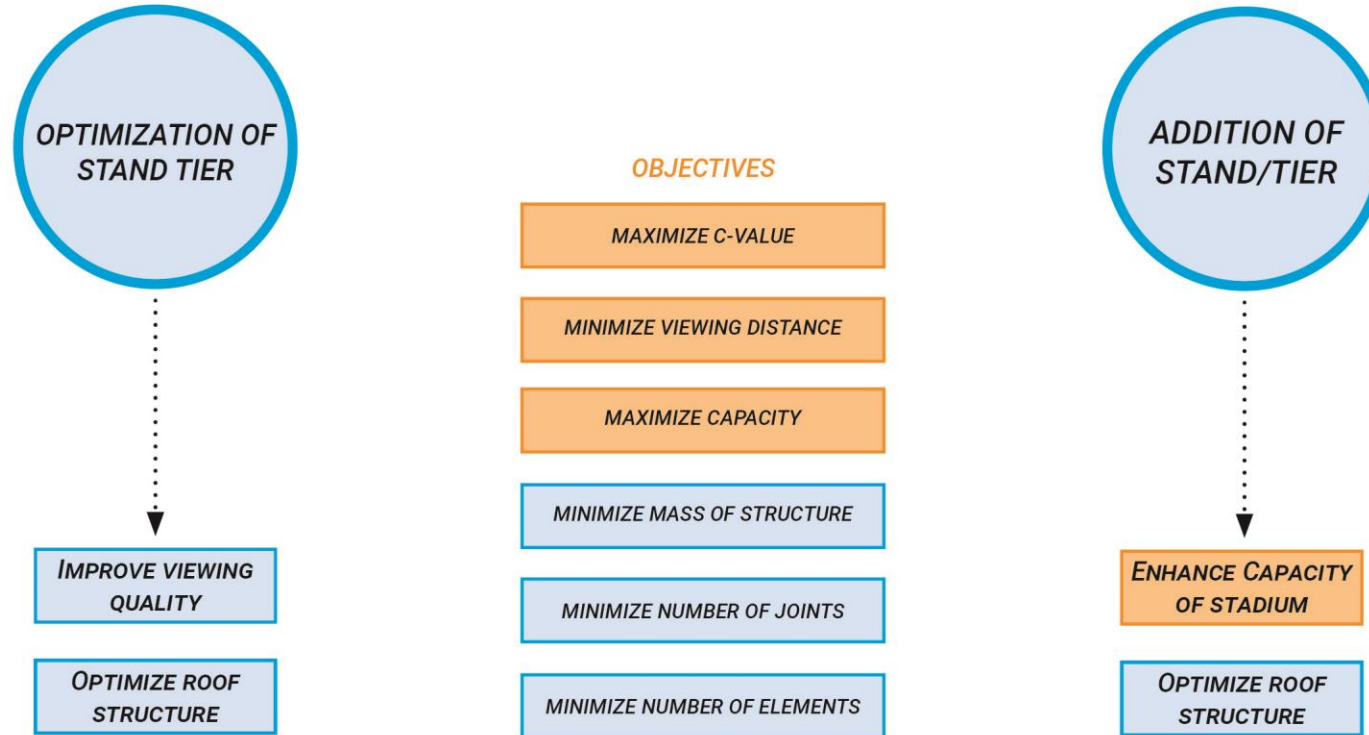 OPTIMIZATION OF
STAND TIER
IMPROVE VIEWING
QUALITY
OPTIMIZE ROOF
STRUCTURE
OBJECTIVES
MAXIMIZE C-VALUE
MINIMIZE VIEWING DISTANCE
MAXIMIZE CAPACITY
MINIMIZE MASS OF STRUCTURE
MINIMIZE NUMBER OF JOINTS
MINIMIZE NUMBER OF ELEMENTS
ADDITION OF
STAND/TIER
ENHANCE CAPACITY
OF STADIUM
OPTIMIZE ROOF
STRUCTURE